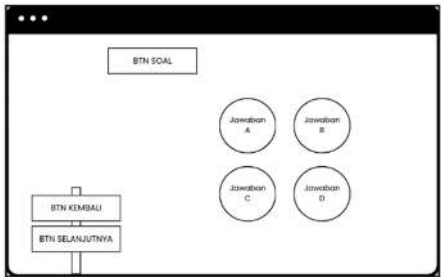 BTN SOAL
Jawaban
A
Jawaban
B
Jawaban
C
Jawaban
D
BTN KEMBALI
BTN SELANJUTNYA